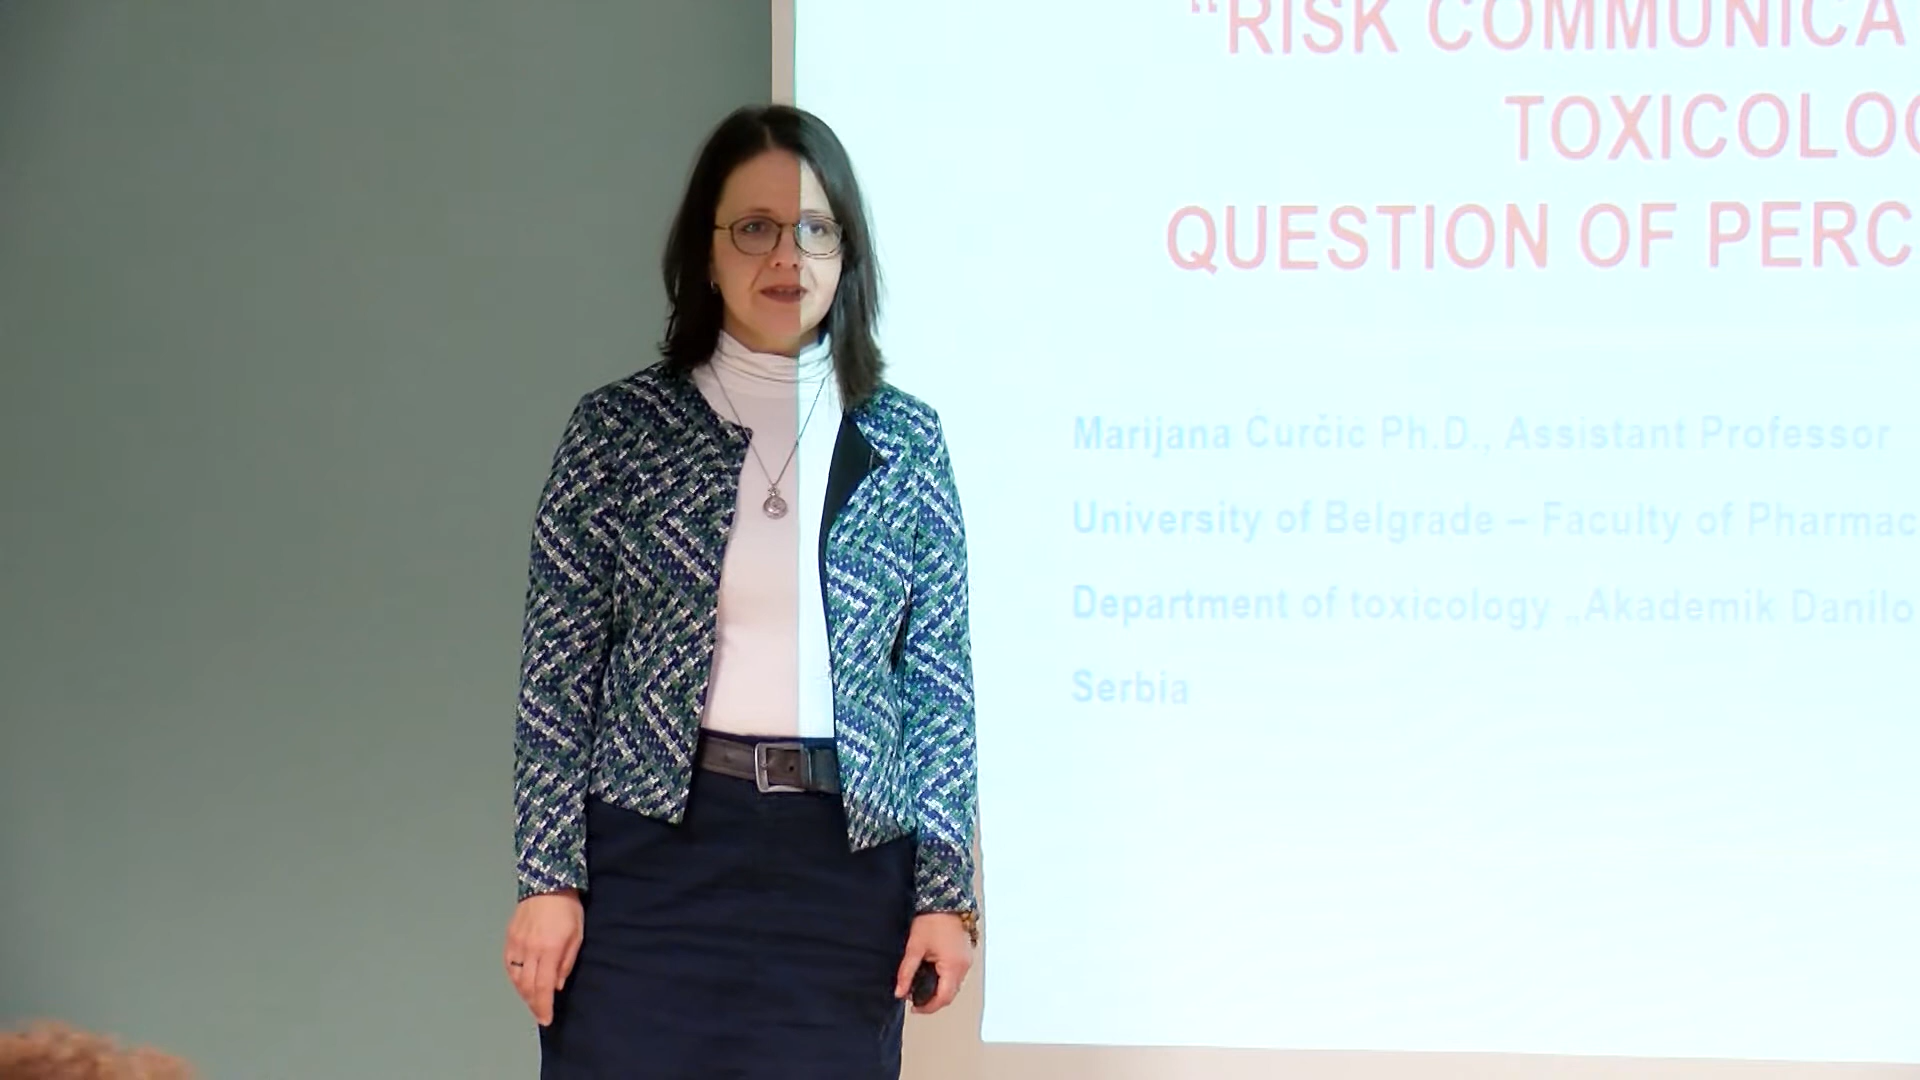 “RISK COMMUNICA
TOXICOLOG
QUESTION OF PERC
Marijana Ćurčić Ph.D., Assistant Professor
University of Belgrade – Faculty of Pharmac
Department of toxicology „Akademik Danilo
Serbia